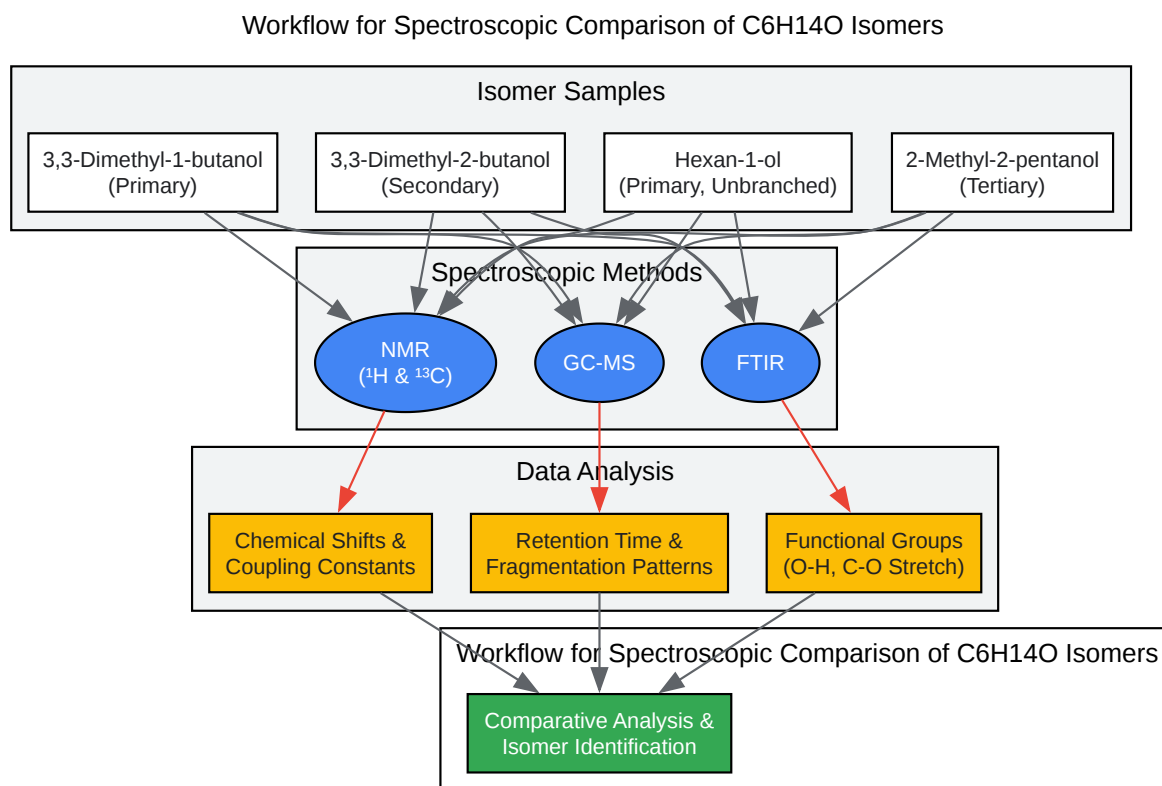 Workflow for Spectroscopic Comparison of C6H14O Isomers
Isomer Samples
3,3-Dimethyl-1-butanol
(Primary)
3,3-Dimethyl-2-butanol
(Secondary)
Hexan-1-ol
(Primary, Unbranched)
2-Methyl-2-pentanol
(Tertiary)
Spectroscopic Methods
NMR
(¹H & ¹³C)
GC-MS
FTIR
Data Analysis
Chemical Shifts &
Coupling Constants
Retention Time &
Fragmentation Patterns
Functional Groups
(O-H, C-O Stretch)
Workflow for Spectroscopic Comparison of C6H14O Isomers
Comparative Analysis &
Isomer Identification